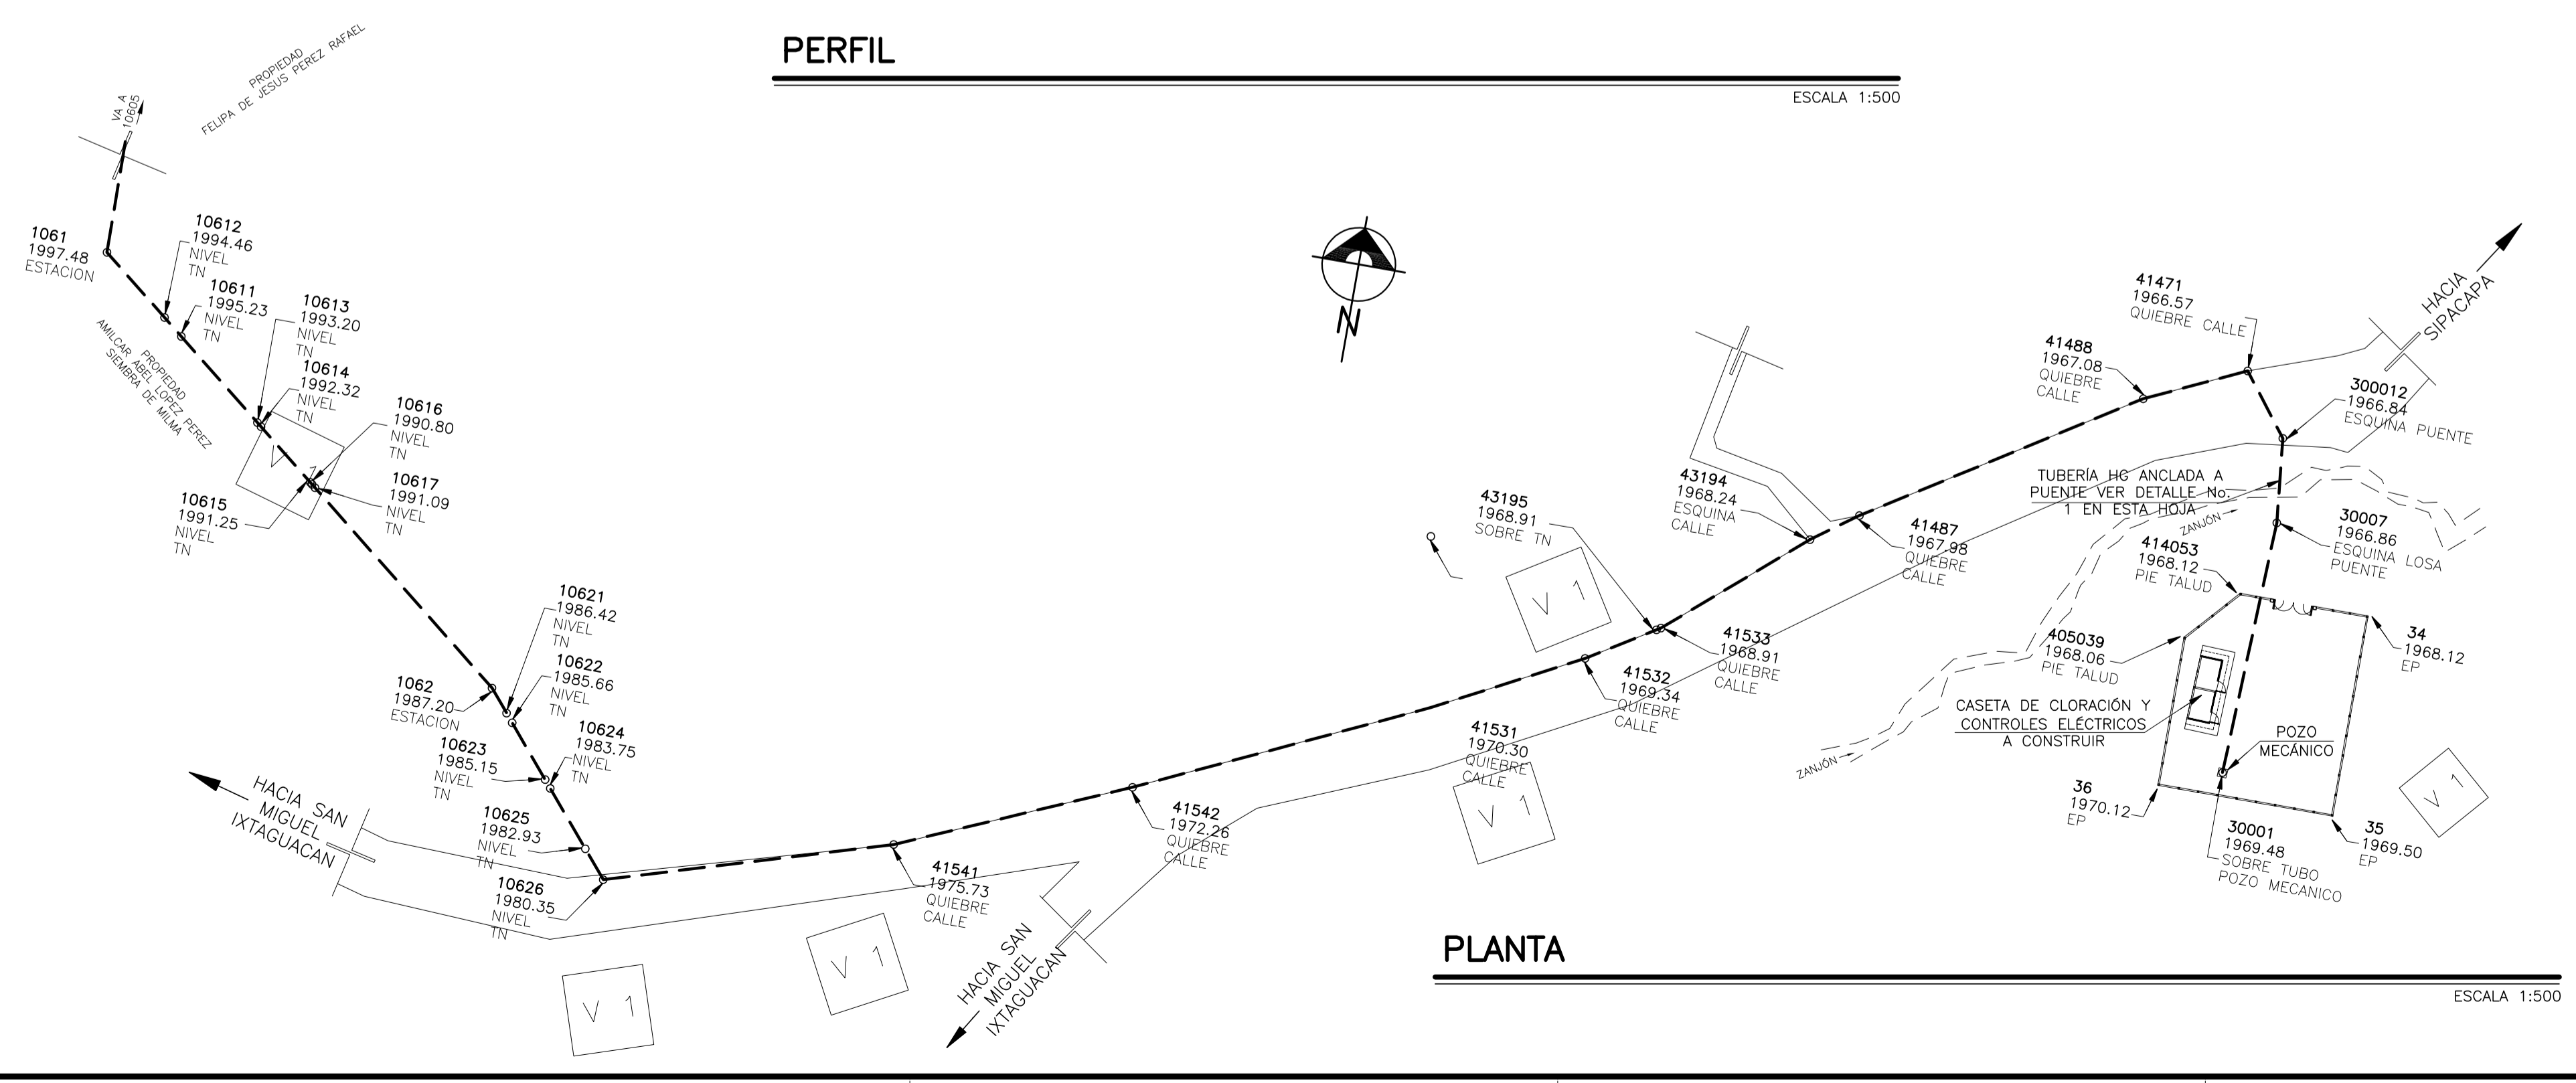 PERFIL
ESCALA 1:500
PROPIEDAD
FELIPA DE JESUS PEREZ RAFAEL
VA A
10605
1061
1997.48
ESTACION
10612
1994.46
NIVEL
TN
10611
1995.23
NIVEL
TN
10613
1993.20
NIVEL
TN
10614
1992.32
NIVEL
TN
PROPIEDAD
AMILCAR ABEL LOPEZ PEREZ
SIEMBRA DE MILMA
V 1
10616
1990.80
NIVEL
TN
10615
1991.25
NIVEL
TN
10617
1991.09
NIVEL
TN
10621
1986.42
NIVEL
TN
10622
1985.66
NIVEL
TN
1062
1987.20
ESTACION
10624
1983.75
NIVEL
TN
10623
1985.15
NIVEL
TN
10625
1982.93
NIVEL
TN
10626
1980.35
NIVEL
TN
HACIA SAN
MIGUEL
IXTAGUACAN
41541
1975.73
QUIEBRE
CALLE
41542
1972.26
QUIEBRE
CALLE
V 1
V 1
HACIA SAN
MIGUEL
IXTAGUACAN
N
43195
1968.91
SOBRE TN
V 1
41531
1970.30
QUIEBRE
CALLE
V 1
41532
1969.34
QUIEBRE
CALLE
41533
1968.91
QUIEBRE
CALLE
43194
1968.24
ESQUINA
CALLE
41487
1967.98
QUIEBRE
CALLE
41488
1967.08
QUIEBRE
CALLE
41471
1966.57
QUIEBRE CALLE
HACIA
SIPACAPA
300012
1966.84
ESQUINA PUENTE
TUBERÍA HG ANCLADA A
PUENTE VER DETALLE No.
1 EN ESTA HOJA
ZANJÓN
30007
1966.86
ESQUINA LOSA
PUENTE
414053
1968.12
PIE TALUD
405039
1968.06
PIE TALUD
34
1968.12
EP
CASETA DE CLORACIÓN Y
CONTROLES ELÉCTRICOS
A CONSTRUIR
POZO
MECÁNICO
ZANJÓN
36
1970.12
EP
30001
1969.48
SOBRE TUBO
POZO MECANICO
35
1969.50
EP
V 1
PLANTA
ESCALA 1:500